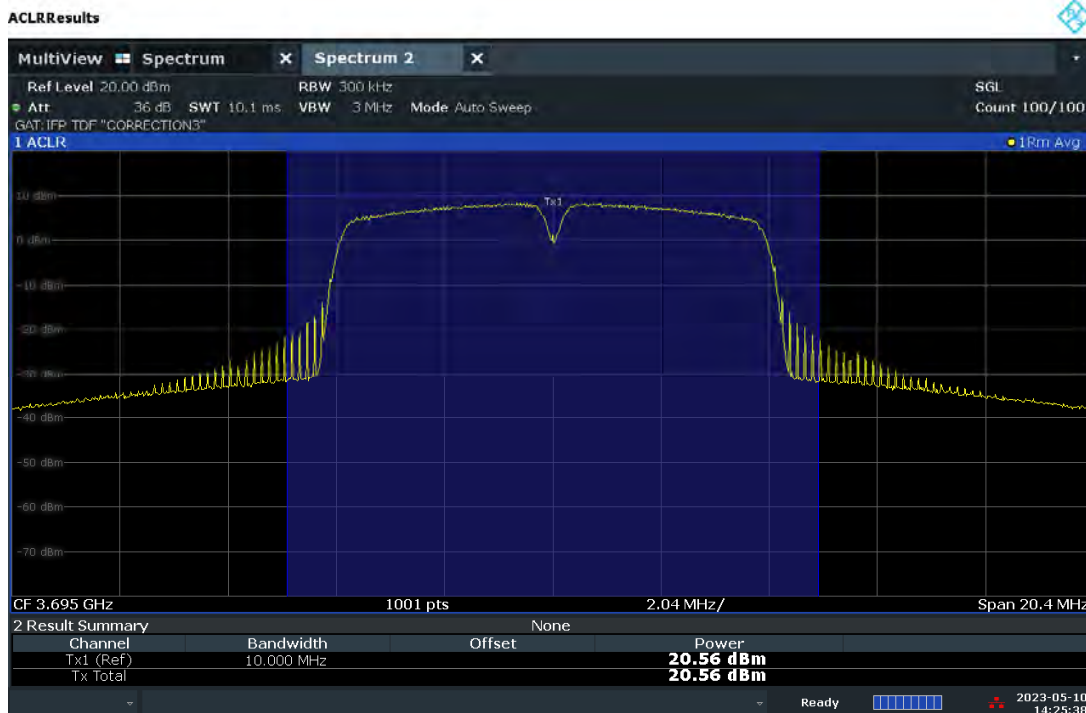 ACLRResults
MultiView Spectrum X Spectrum 2 X
Ref Level 20.00 dBm RBW 300 kHz SGL
Att 36 dB SWT 10.1 ms VBW 3 MHz Mode Auto Sweep Count 100/100
GAT:IFP TDF "CORRECTION3"
1 ACLR 1Rm Avg
10 dBm
Tx1
0 dBm
-10 dBm
-20 dBm
-30 dBm
-40 dBm
-50 dBm
-60 dBm
-70 dBm
CF 3.695 GHz 1001 pts 2.04 MHz/ Span 20.4 MHz
2 Result Summary None
Channel Bandwidth Offset Power
Tx1 (Ref) 10.000 MHz 20.56 dBm
Tx Total 20.56 dBm
Ready 2023-05-10
14:25:38